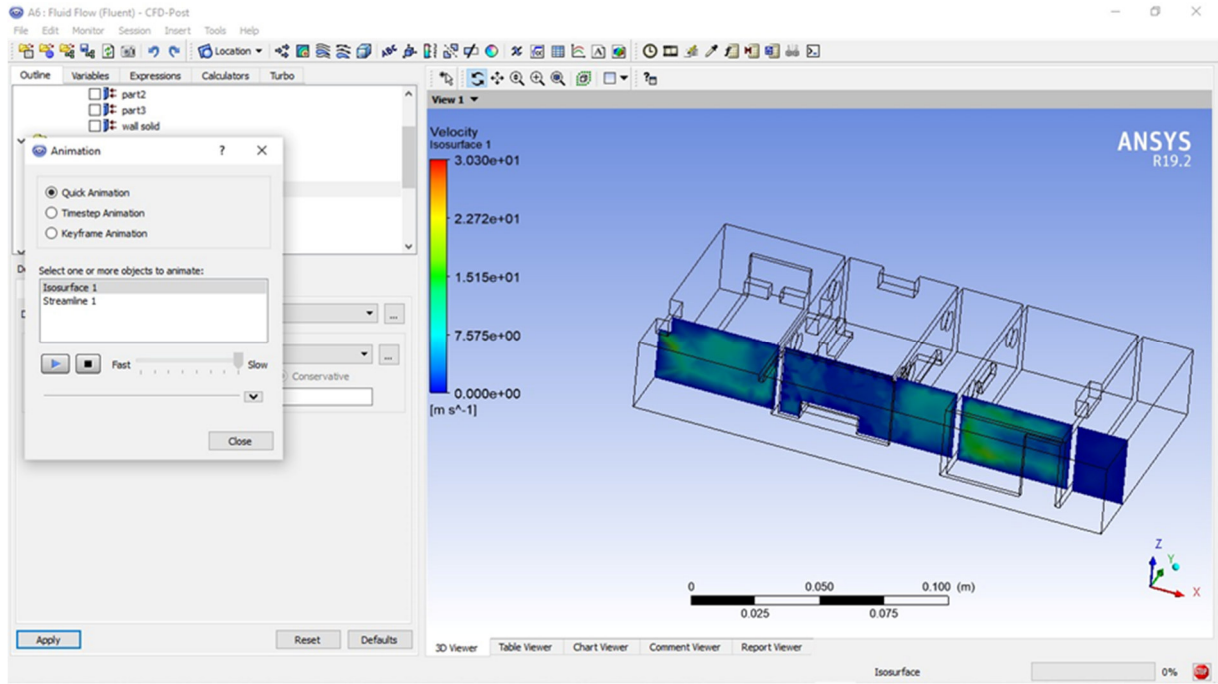 A6 : Fluid Flow (Fluent) - CFD-Post
File Edit Monitor Session Insert Tools Help
Location
Outline Variables Expressions Calculators Turbo
part2
part3
wall solid
Animation ? X
Quick Animation
Timestep Animation
Keyframe Animation
Select one or more objects to animate:
Isosurface 1
Streamline 1
Fast Slow
Close
...
...
Conservative
Apply Reset Defaults
View 1
Velocity
Isosurface 1
3.030e+01
2.272e+01
1.515e+01
7.575e+00
0.000e+00
[m s^-1]
ANSYS
R19.2
0 0.050 0.100 (m)
0.025 0.075
Z
Y
X
3D Viewer Table Viewer Chart Viewer Comment Viewer Report Viewer
Isosurface 0%